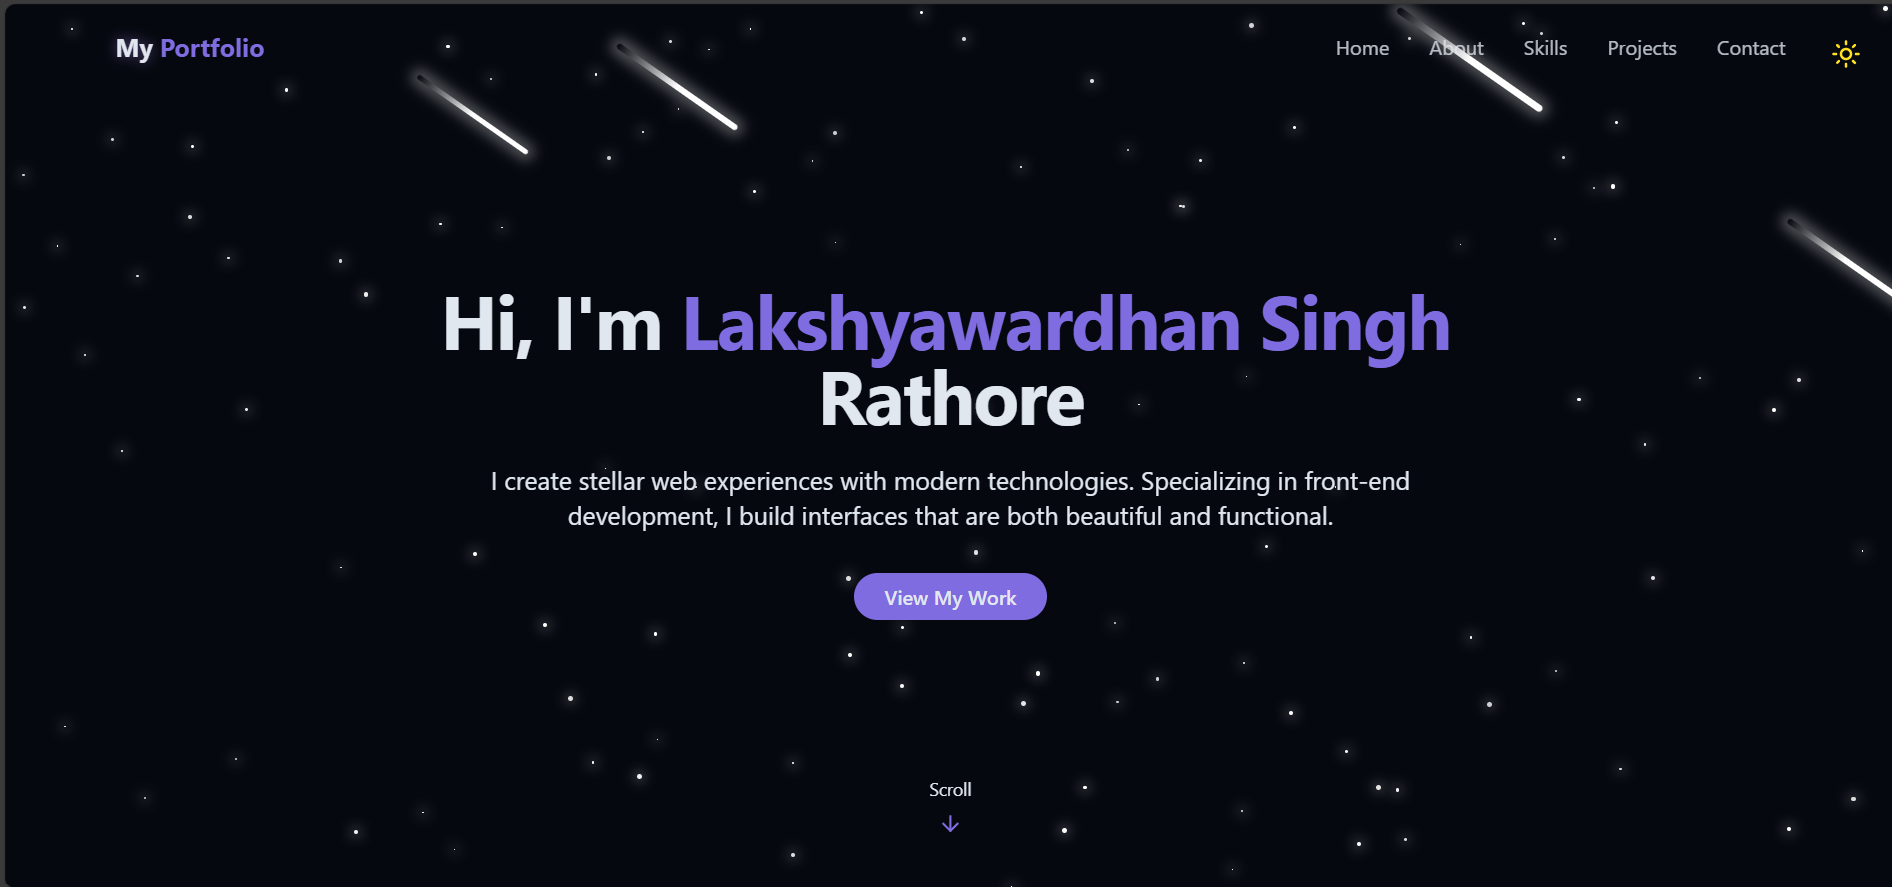 My Portfolio
Home About Skills Projects Contact
Hi, I'm Lakshyawardhan Singh
Rathore
I create stellar web experiences with modern technologies. Specializing in front-end
development, I build interfaces that are both beautiful and functional.
View My Work
Scroll